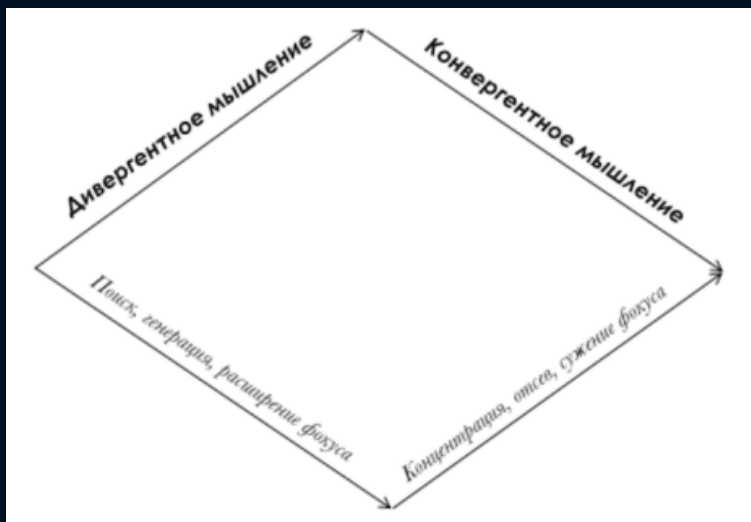 Дивергентное мышление
Конвергентное мышление
Поиск, генерация, расширение фокуса
Концентрация, отсев, сужение фокуса